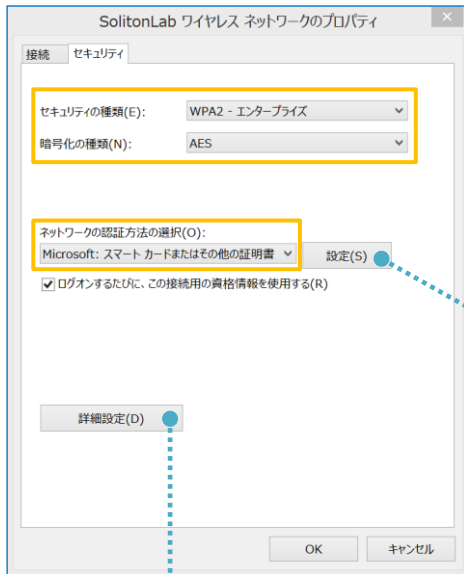 SolitonLab ワイヤレス ネットワークのプロパティ
接続 セキュリティ
セキュリティの種類(E): WPA2 - エンタープライズ
暗号化の種類(N): AES
ネットワークの認証方法の選択(O):
Microsoft: スマート カードまたはその他の証明書 設定(S)
ログオンするたびに、この接続用の資格情報を使用する(R)
詳細設定(D)
OK キャンセル